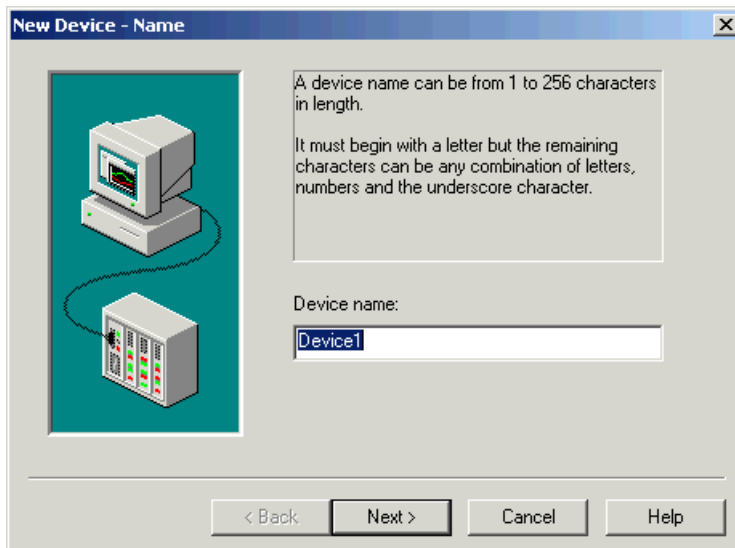 New Device - Name
A device name can be from 1 to 256 characters
in length.
It must begin with a letter but the remaining
characters can be any combination of letters,
numbers and the underscore character.
Device name:
Device1
< Back
Next >
Cancel
Help